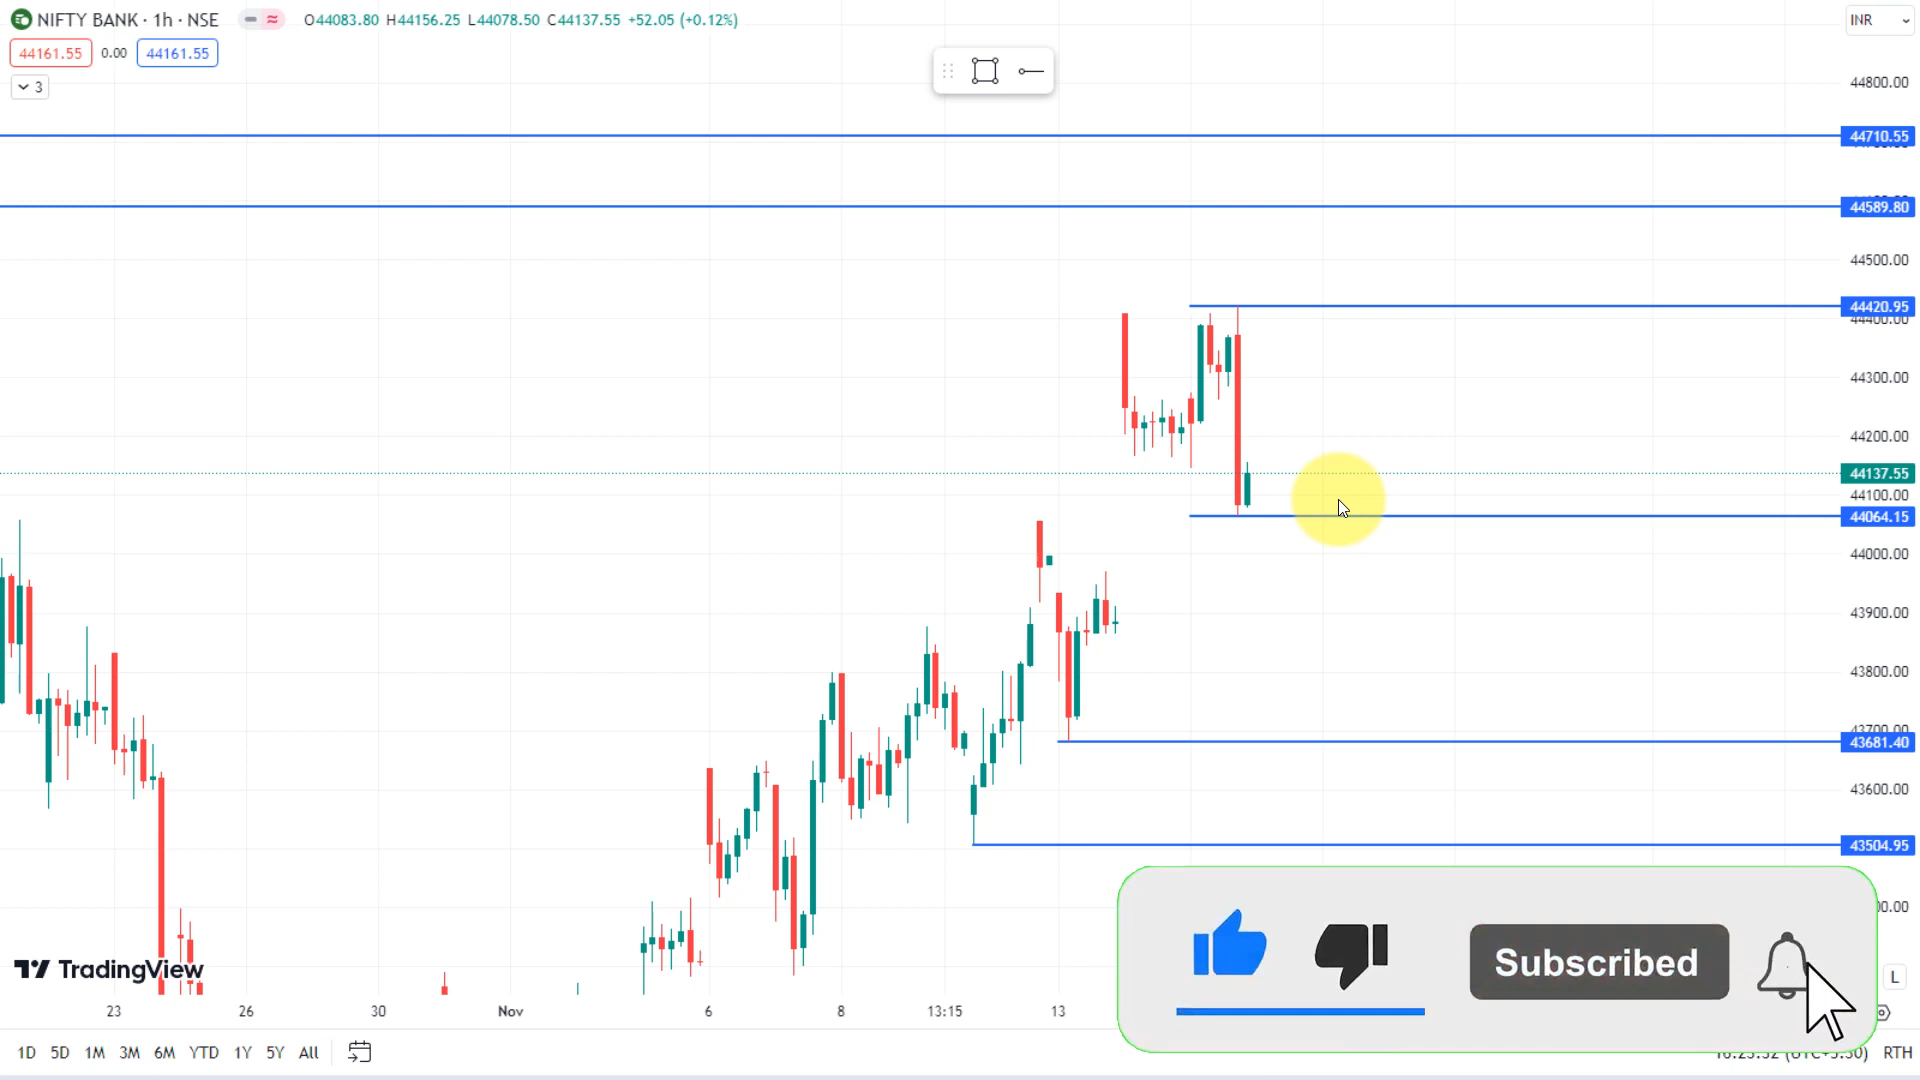 NIFTY BANK · 1h · NSE O44083.80 H44156.25 L44078.50 C44137.55 +52.05 (+0.12%)
INR
44161.55 0.00 44161.55
3
44800.00
44710.55
44589.80
44500.00
44420.95
44400.00
44300.00
44200.00
44137.55
44100.00
44064.15
44000.00
43900.00
43800.00
43700.00
43681.40
43600.00
43504.95
TradingView
Subscribed
L
23 26 30 Nov 6 8 13:15 13
1D 5D 1M 3M 6M YTD 1Y 5Y All
RTH